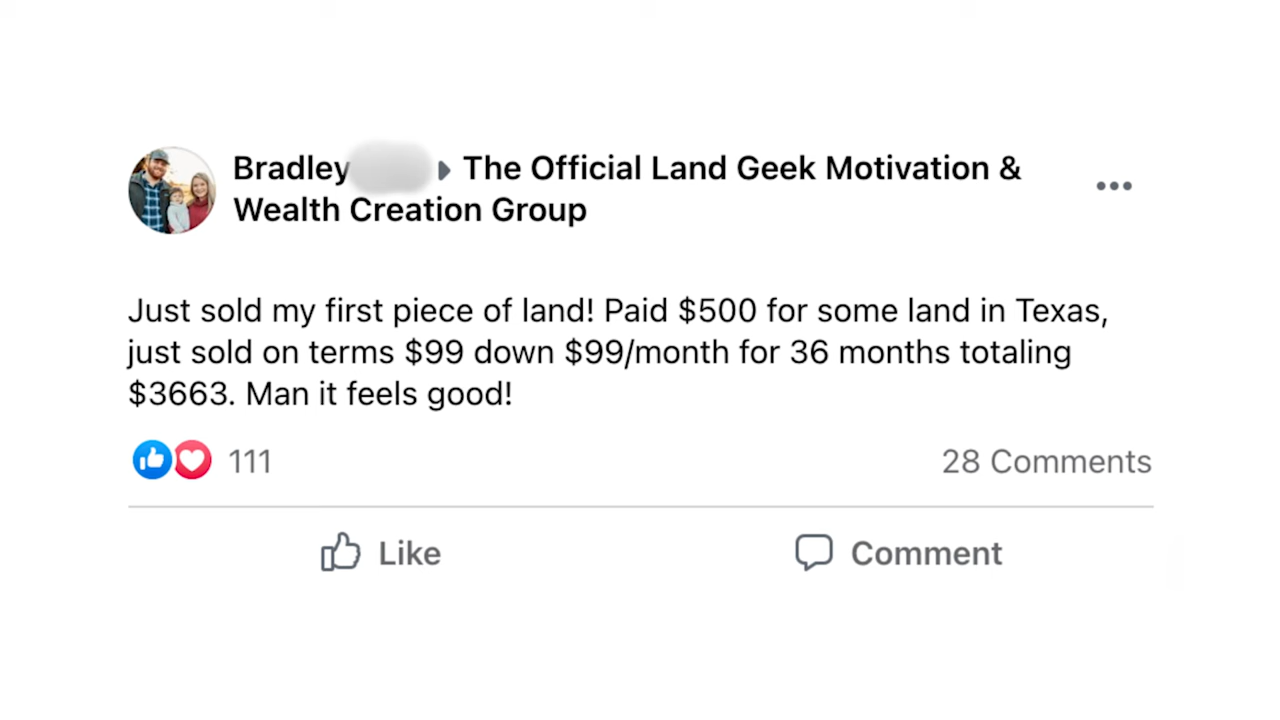 Bradley The Official Land Geek Motivation &
Wealth Creation Group
Just sold my first piece of land! Paid $500 for some land in Texas,
just sold on terms $99 down $99/month for 36 months totaling
$3663. Man it feels good!
111 28 Comments
Like Comment